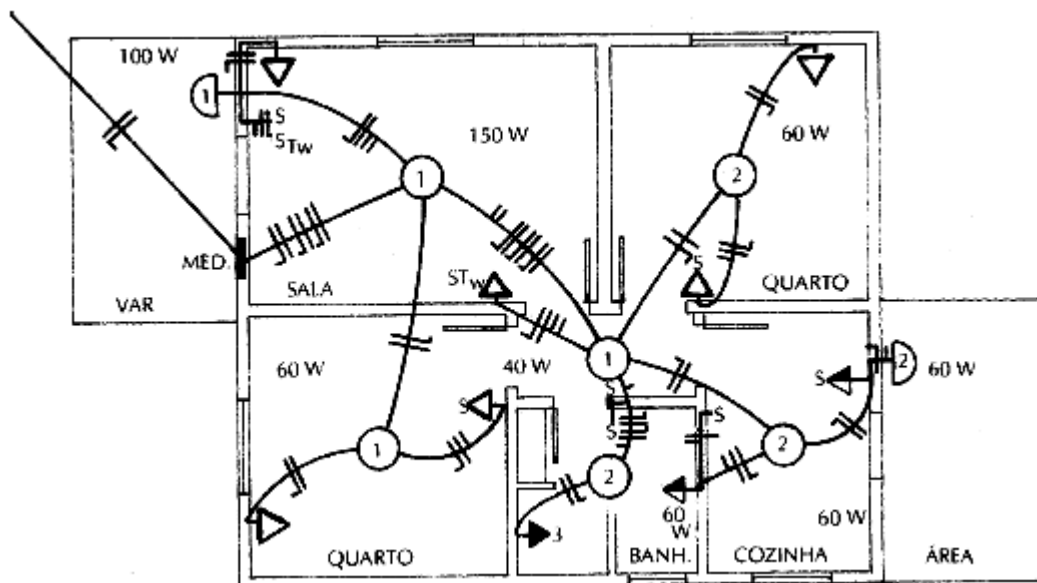 100 W
1
S
STw
150 W
60 W
1
2
MED.
VAR
SALA
STw
S
QUARTO
60 W
40 W
1
S
2
60 W
S
S
S
S
1
2
2
3
60
W
60 W
QUARTO
BANH.
COZINHA
ÁREA